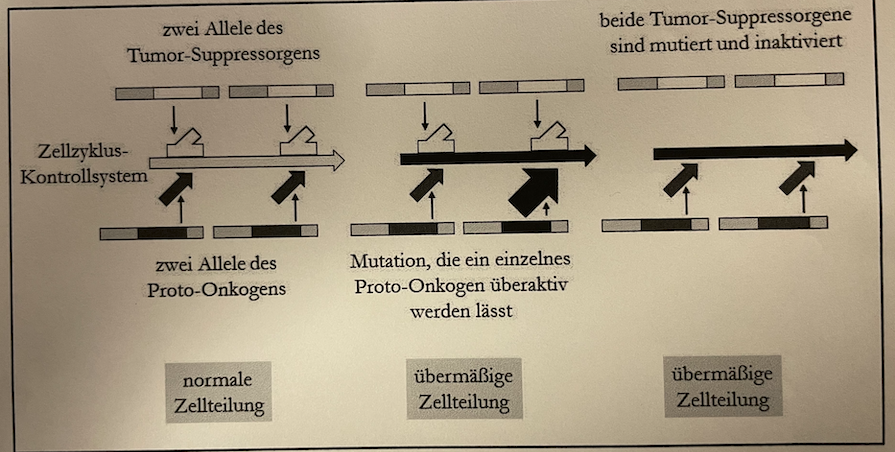 zwei Allele des
Tumor-Suppressorgens
beide Tumor-Suppressorgene
sind mutiert und inaktiviert
Zellzyklus-
Kontrollsystem
zwei Allele des
Proto-Onkogens
Mutation, die ein einzelnes
Proto-Onkogen überaktiv
werden lässt
normale
Zellteilung
übermäßige
Zellteilung
übermäßige
Zellteilung